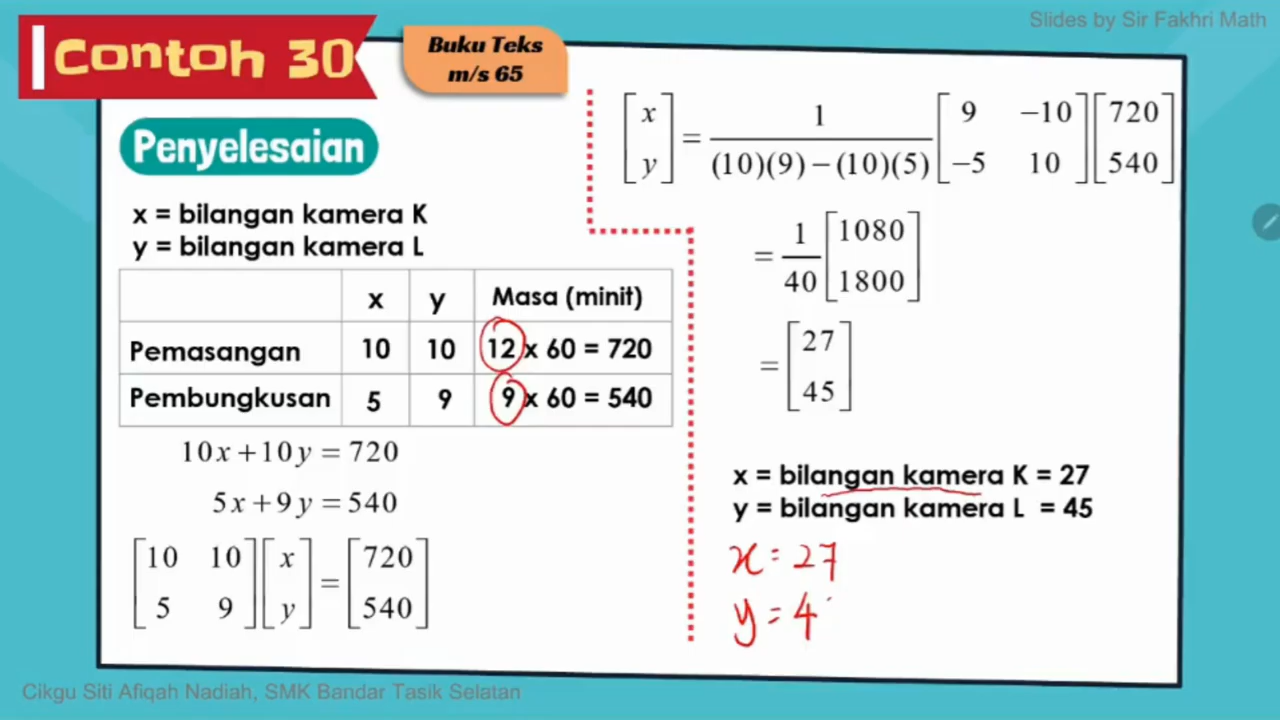 Slides by Sir Fakhri Math
Contoh 30
Buku Teks
m/s 65
Penyelesaian
x = bilangan kamera K
y = bilangan kamera L
x y Masa (minit)
Pemasangan 10 10 12 x 60 = 720
Pembungkusan 5 9 9 x 60 = 540
10x + 10y = 720
5x + 9y = 540
[10 10; 5 9] [x; y] = [720; 540]
[x; y] = 1/((10)(9) − (10)(5)) [9 −10; −5 10] [720; 540]
= 1/40 [1080; 1800]
= [27; 45]
x = bilangan kamera K = 27
y = bilangan kamera L = 45
x = 27
y = 4
Cikgu Siti Afiqah Nadiah, SMK Bandar Tasik Selatan